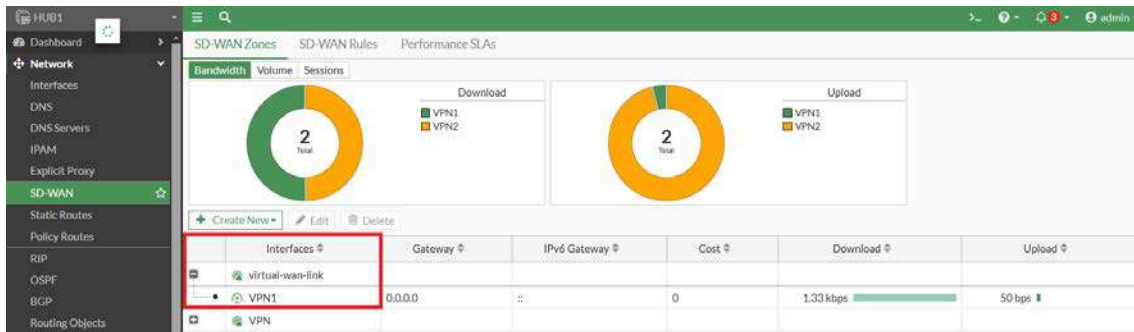 HUB1
admin
3
Dashboard
Network
Interfaces
DNS
DNS Servers
IPAM
Explicit Proxy
SD-WAN
Static Routes
Policy Routes
RIP
OSPF
BGP
Routing Objects
SD-WAN Zones SD-WAN Rules Performance SLAs
Bandwidth Volume Sessions
Download
VPN1
VPN2
2
Total
Upload
VPN1
VPN2
2
Total
+ Create New Edit Delete
Interfaces Gateway IPv6 Gateway Cost Download Upload
virtual-wan-link
VPN1 0.0.0.0 :: 0 1.33 kbps 50 bps
VPN